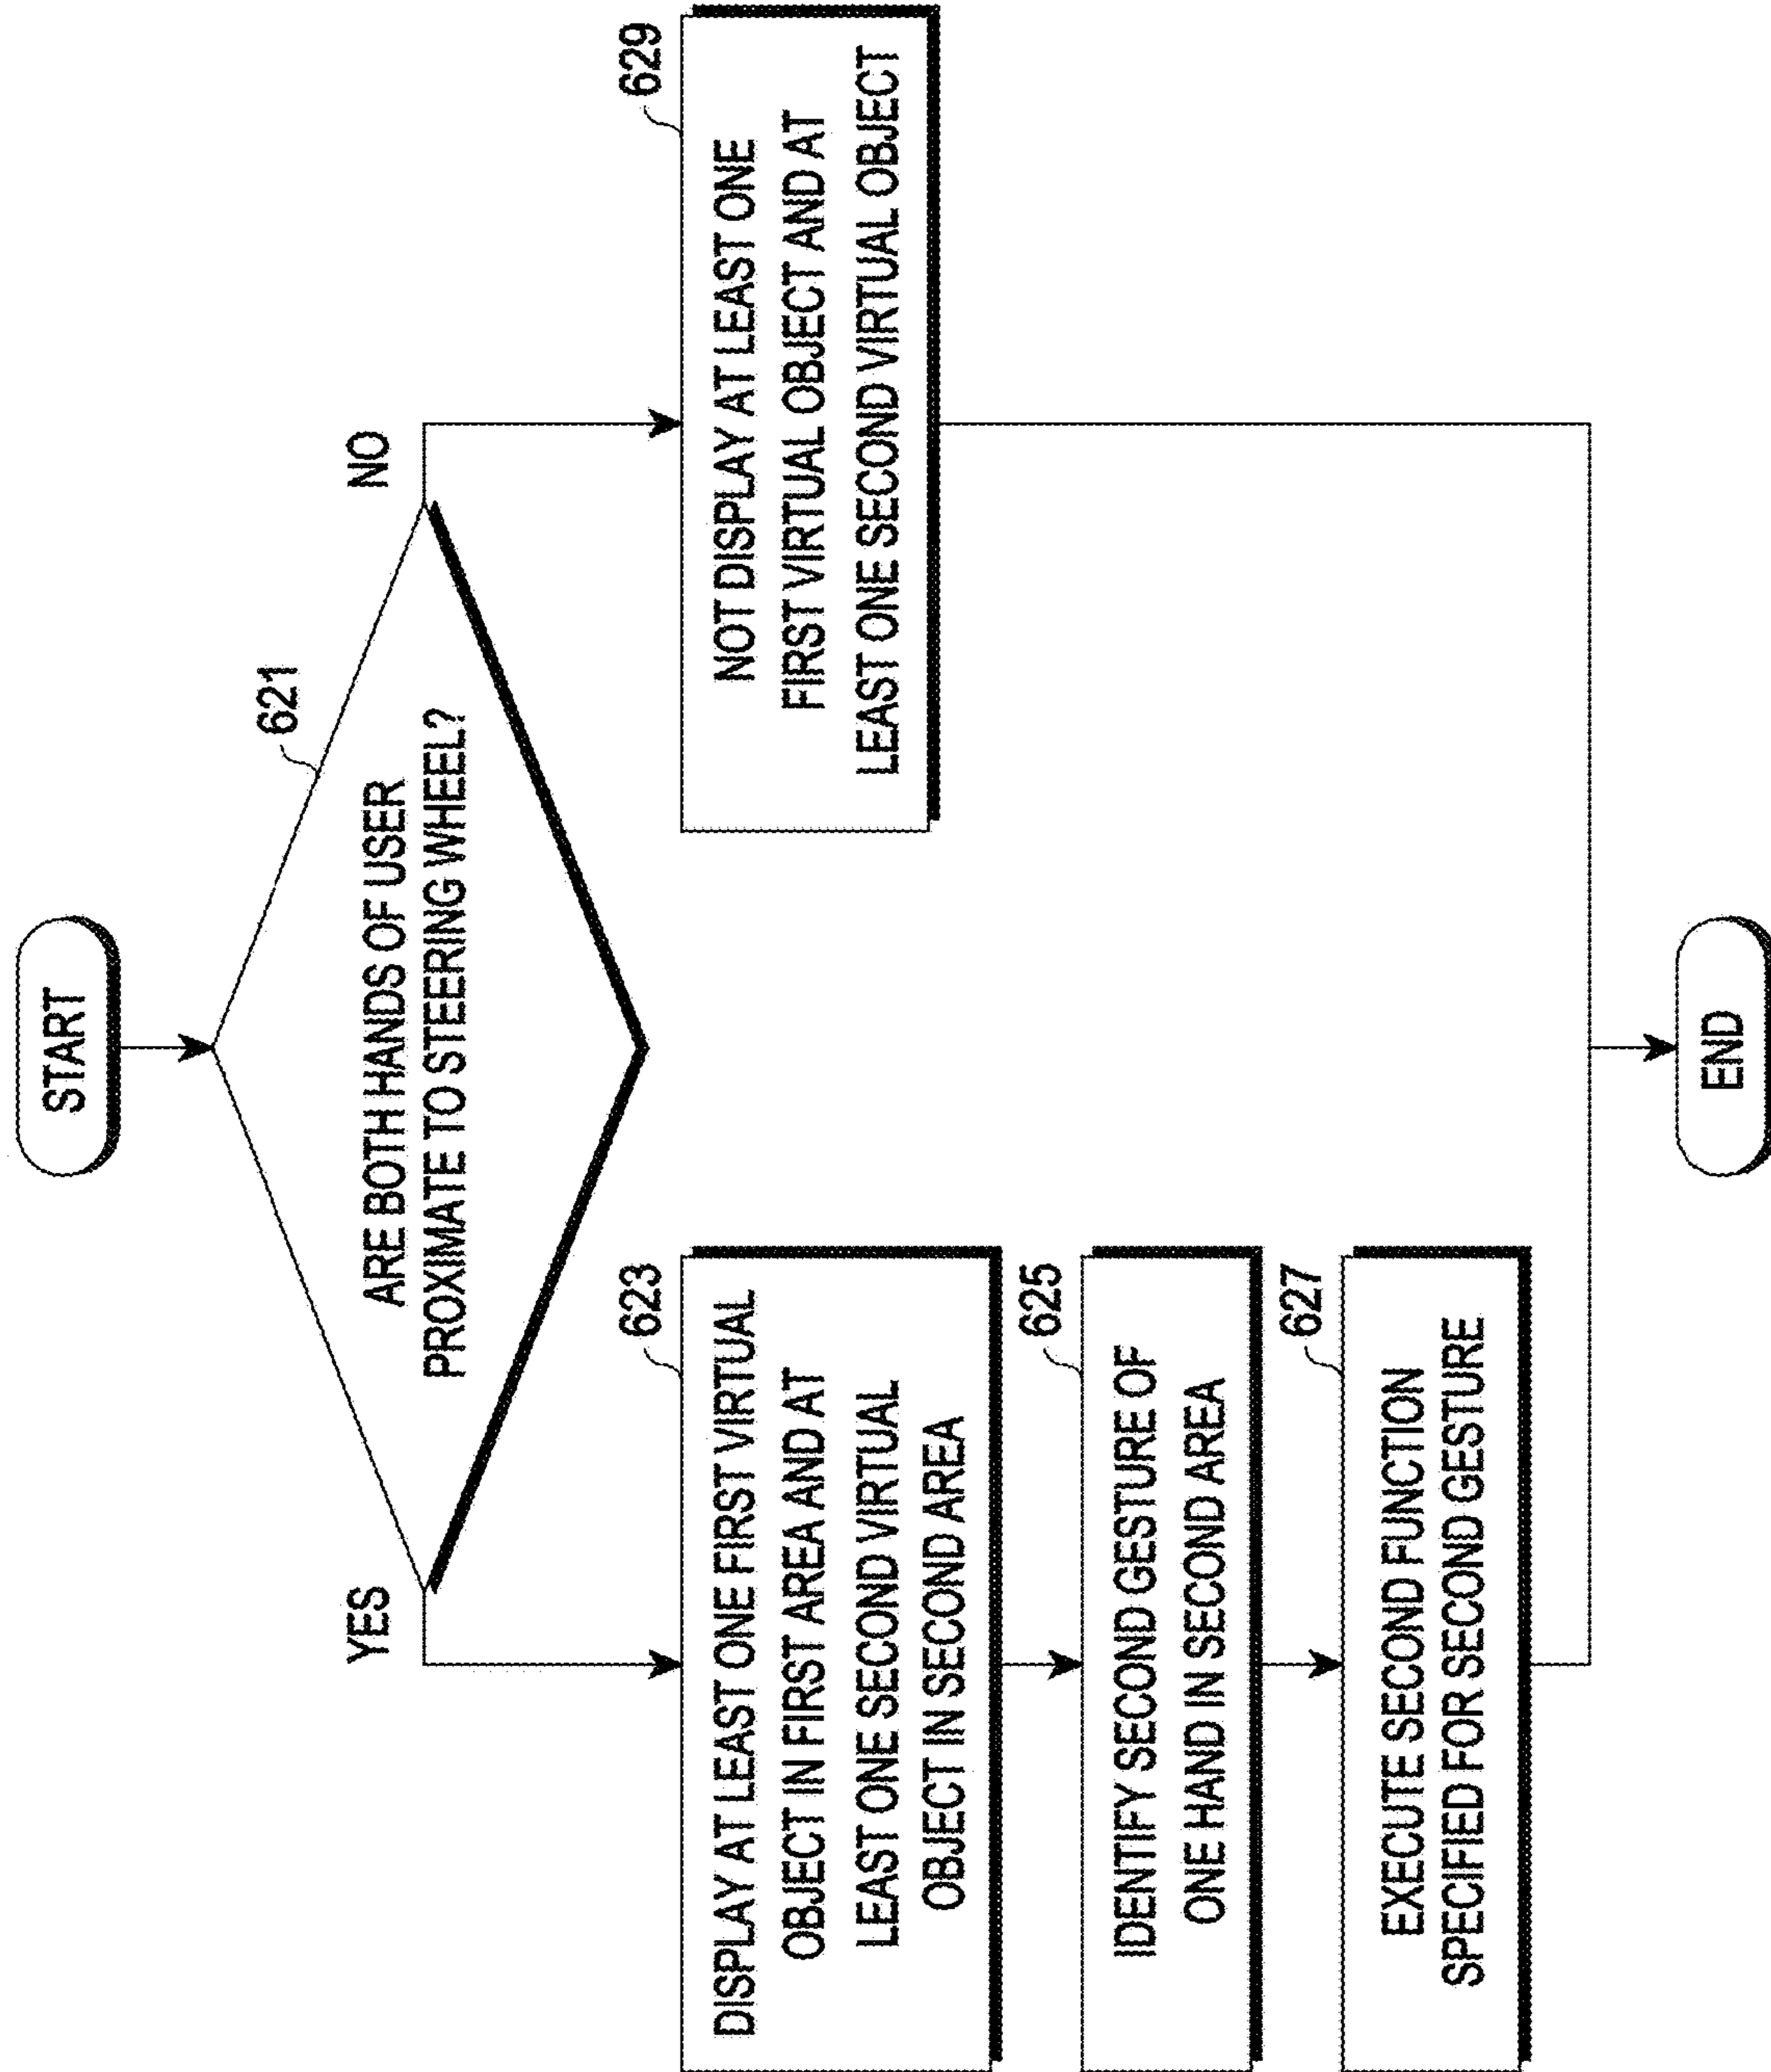 START
621
ARE BOTH HANDS OF USER
PROXIMATE TO STEERING WHEEL?
YES
NO
623
DISPLAY AT LEAST ONE FIRST VIRTUAL
OBJECT IN FIRST AREA AND AT
LEAST ONE SECOND VIRTUAL
OBJECT IN SECOND AREA
629
NOT DISPLAY AT LEAST ONE
FIRST VIRTUAL OBJECT AND AT
LEAST ONE SECOND VIRTUAL OBJECT
625
IDENTIFY SECOND GESTURE OF
ONE HAND IN SECOND AREA
627
EXECUTE SECOND FUNCTION
SPECIFIED FOR SECOND GESTURE
END